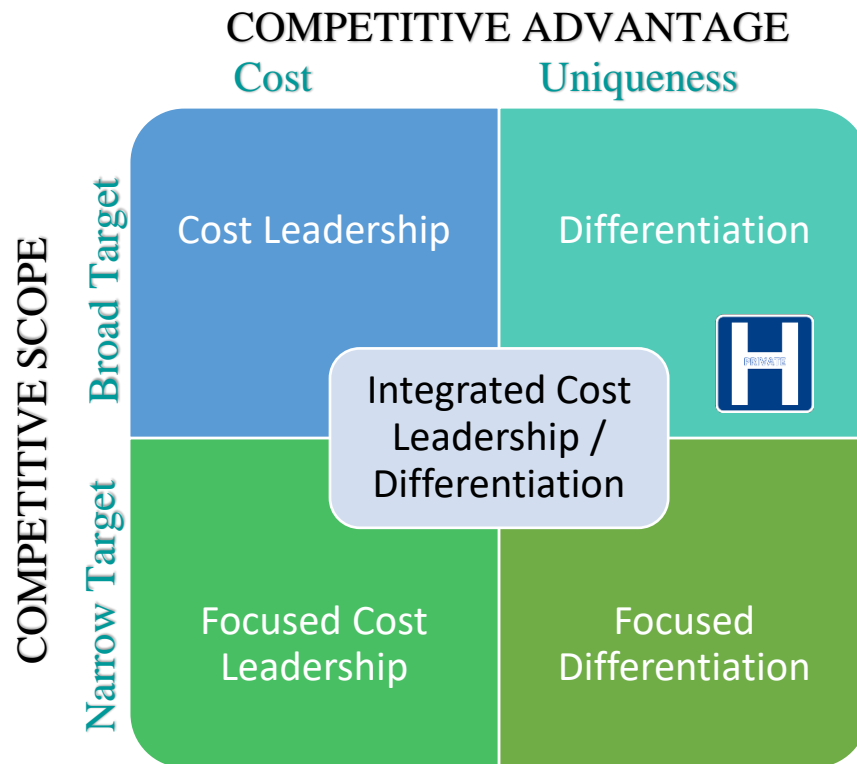 COMPETITIVE ADVANTAGE
Cost
Uniqueness
COMPETITIVE SCOPE
Broad Target
Narrow Target
Cost Leadership
Differentiation
H
PRIVATE
Integrated Cost
Leadership /
Differentiation
Focused Cost
Leadership
Focused
Differentiation